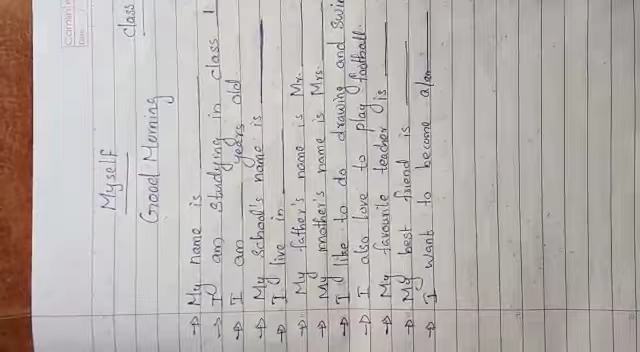 class
Myself
Good Morning
→ My name is
→ I am studying in class 1
→ I am years old
→ My school's name is
→ I live in
→ My father's name is Mr.
→ My mother's name is Mrs.
→ I like to do drawing and
→ I also love to play football.
→ My favourite teacher is
→ My best friend is
→ I want to become a/an